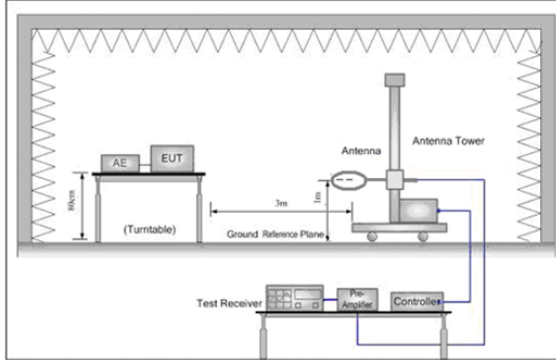 Antenna
Antenna Tower
AE
EUT
80cm
(Turntable)
3m
1m
Ground Reference Plane
Test Receiver
Pre-
Amplifier
Controller